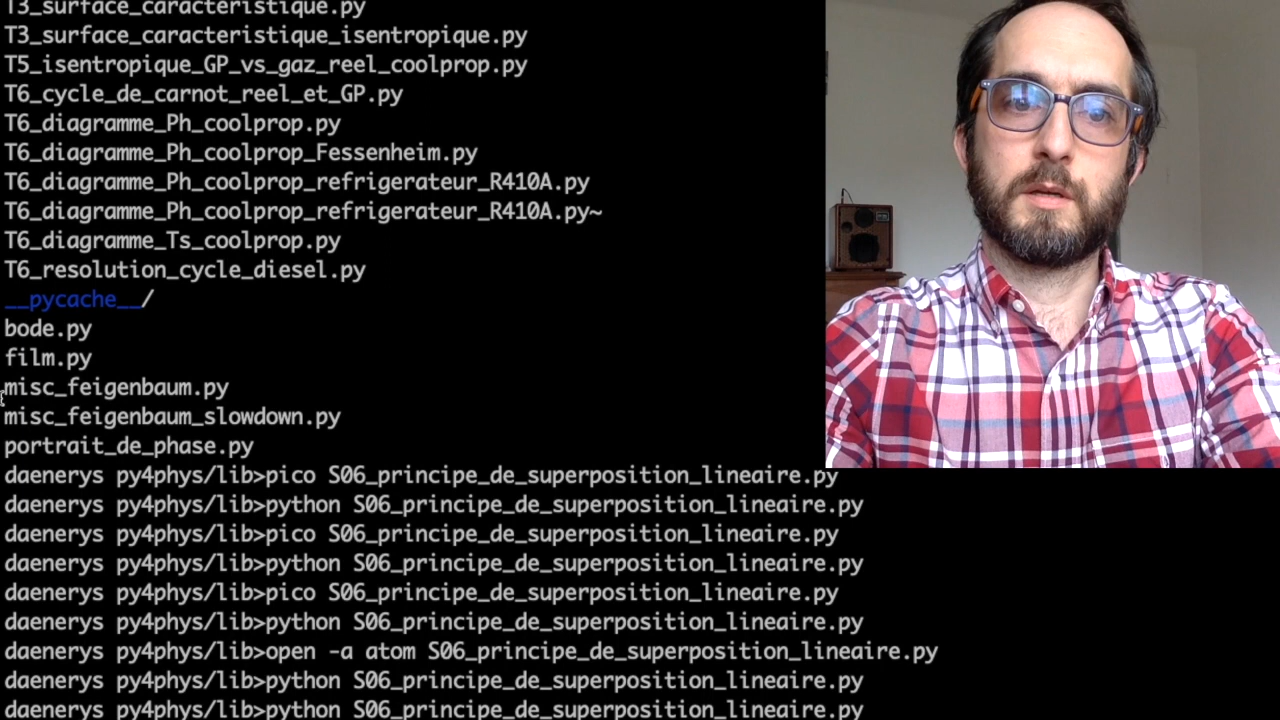 T3_surface_caracteristique.py
T3_surface_caracteristique_isentropique.py
T5_isentropique_GP_vs_gaz_reel_coolprop.py
T6_cycle_de_carnot_reel_et_GP.py
T6_diagramme_Ph_coolprop.py
T6_diagramme_Ph_coolprop_Fessenheim.py
T6_diagramme_Ph_coolprop_refrigerateur_R410A.py
T6_diagramme_Ph_coolprop_refrigerateur_R410A.py~
T6_diagramme_Ts_coolprop.py
T6_resolution_cycle_diesel.py
__pycache__/
bode.py
film.py
misc_feigenbaum.py
misc_feigenbaum_slowdown.py
portrait_de_phase.py
daenerys py4phys/lib>pico S06_principe_de_superposition_lineaire.py
daenerys py4phys/lib>python S06_principe_de_superposition_lineaire.py
daenerys py4phys/lib>pico S06_principe_de_superposition_lineaire.py
daenerys py4phys/lib>python S06_principe_de_superposition_lineaire.py
daenerys py4phys/lib>pico S06_principe_de_superposition_lineaire.py
daenerys py4phys/lib>python S06_principe_de_superposition_lineaire.py
daenerys py4phys/lib>open -a atom S06_principe_de_superposition_lineaire.py
daenerys py4phys/lib>python S06_principe_de_superposition_lineaire.py
daenerys py4phys/lib>python S06_principe_de_superposition_lineaire.py